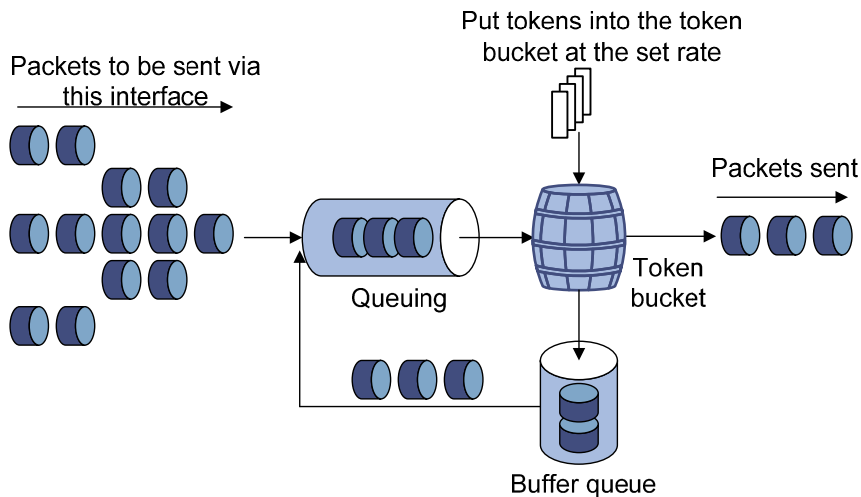 Put tokens into the token
bucket at the set rate
Packets to be sent via
this interface
Packets sent
Queuing
Token
bucket
Buffer queue